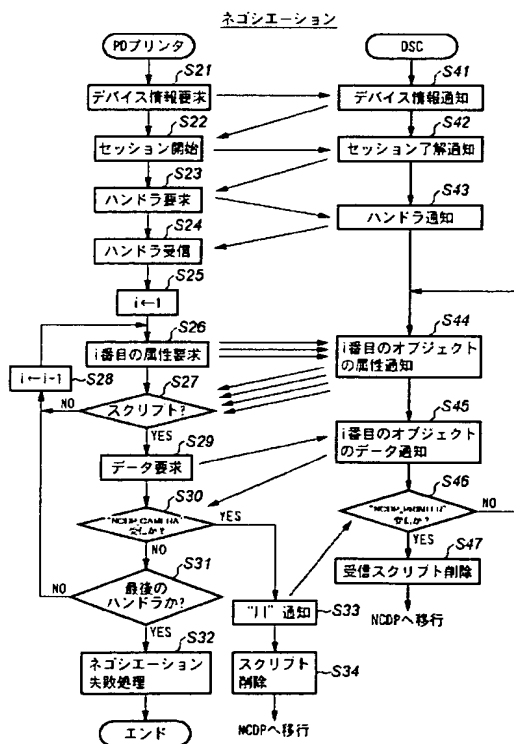 ネゴシエーション
PDプリンタ
DSC
S21
デバイス情報要求
S41
デバイス情報通知
S22
セッション開始
S42
セッション了解通知
S23
ハンドラ要求
S43
ハンドラ通知
S24
ハンドラ受信
S25
i←1
S26
i番目の属性要求
S44
i番目のオブジェクト
の属性通知
S28
S27
スクリプト?
NO
YES
S29
データ要求
S45
i番目のオブジェクト
のデータ通知
S30
"NCDP_CAMERA"
YES
NO
S46
NO
YES
S31
最後の
ハンドラか?
NO
YES
S47
受信スクリプト削除
NCDPへ移行
通知
S33
S32
ネゴシエーション
失敗処理
S34
スクリプト
削除
エンド
NCDPへ移行